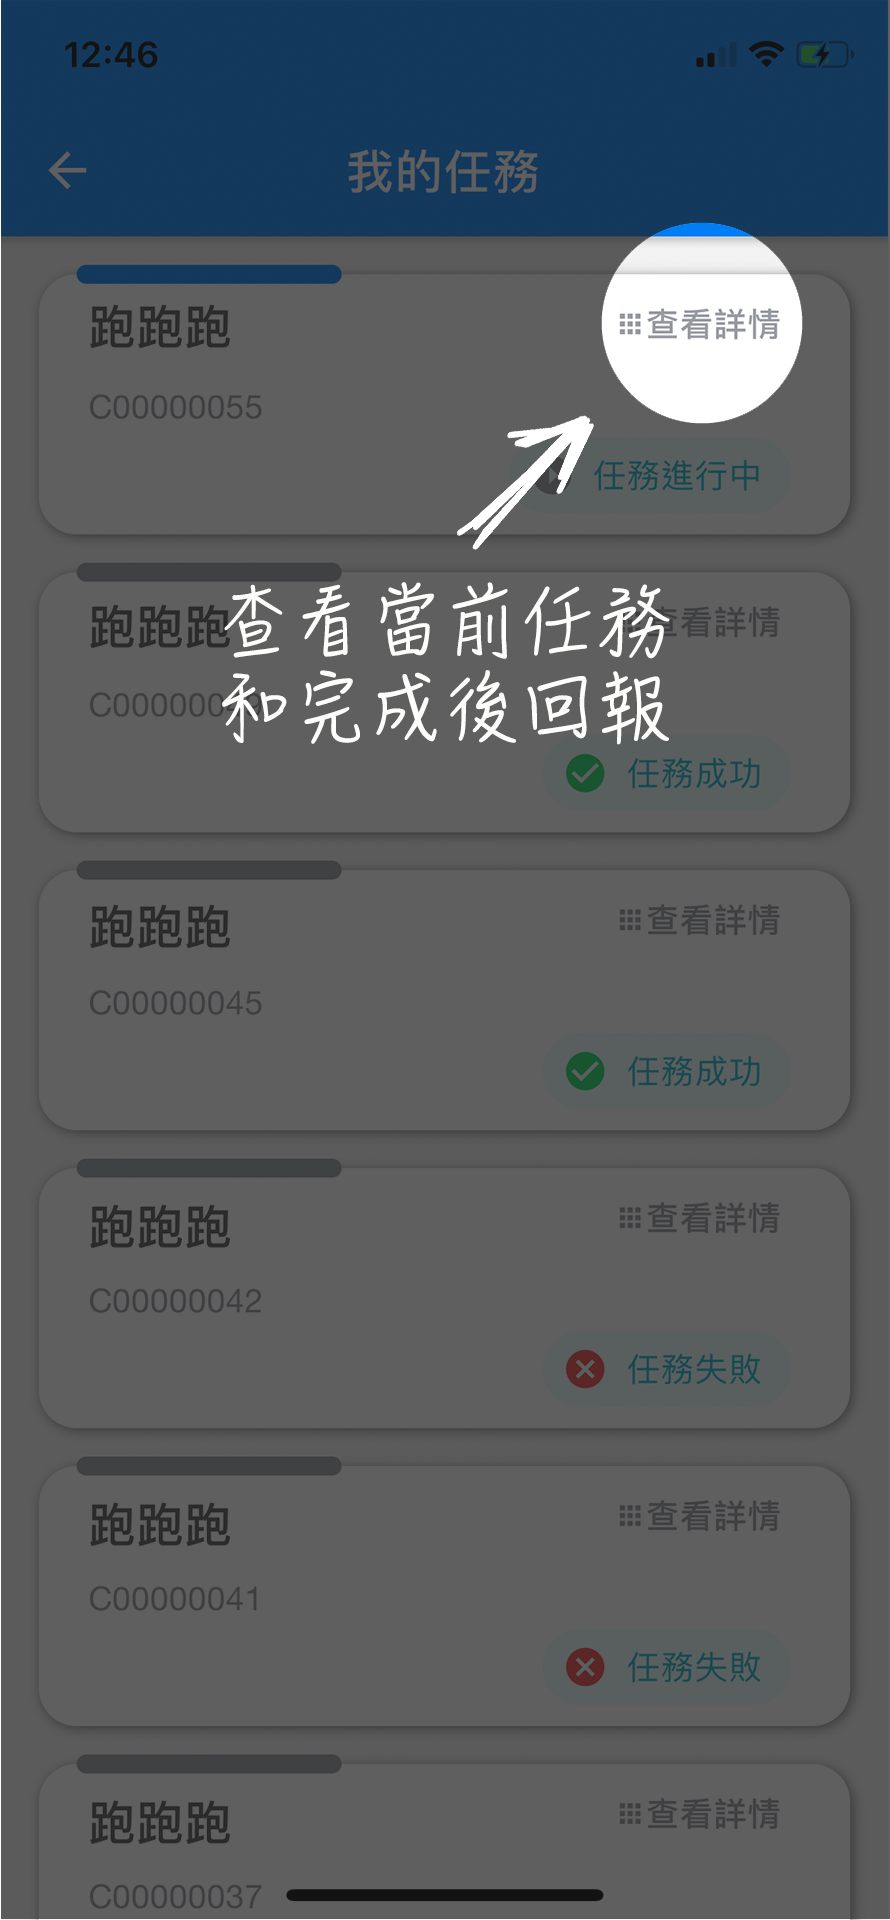 12:46
我的任務
跑跑跑
查看詳情
C00000055
任務進行中
查看當前任務
和完成後回報
跑跑跑
查看詳情
任務成功
跑跑跑
查看詳情
C00000045
任務成功
跑跑跑
查看詳情
C00000042
任務失敗
跑跑跑
查看詳情
C00000041
任務失敗
跑跑跑
查看詳情
C00000037